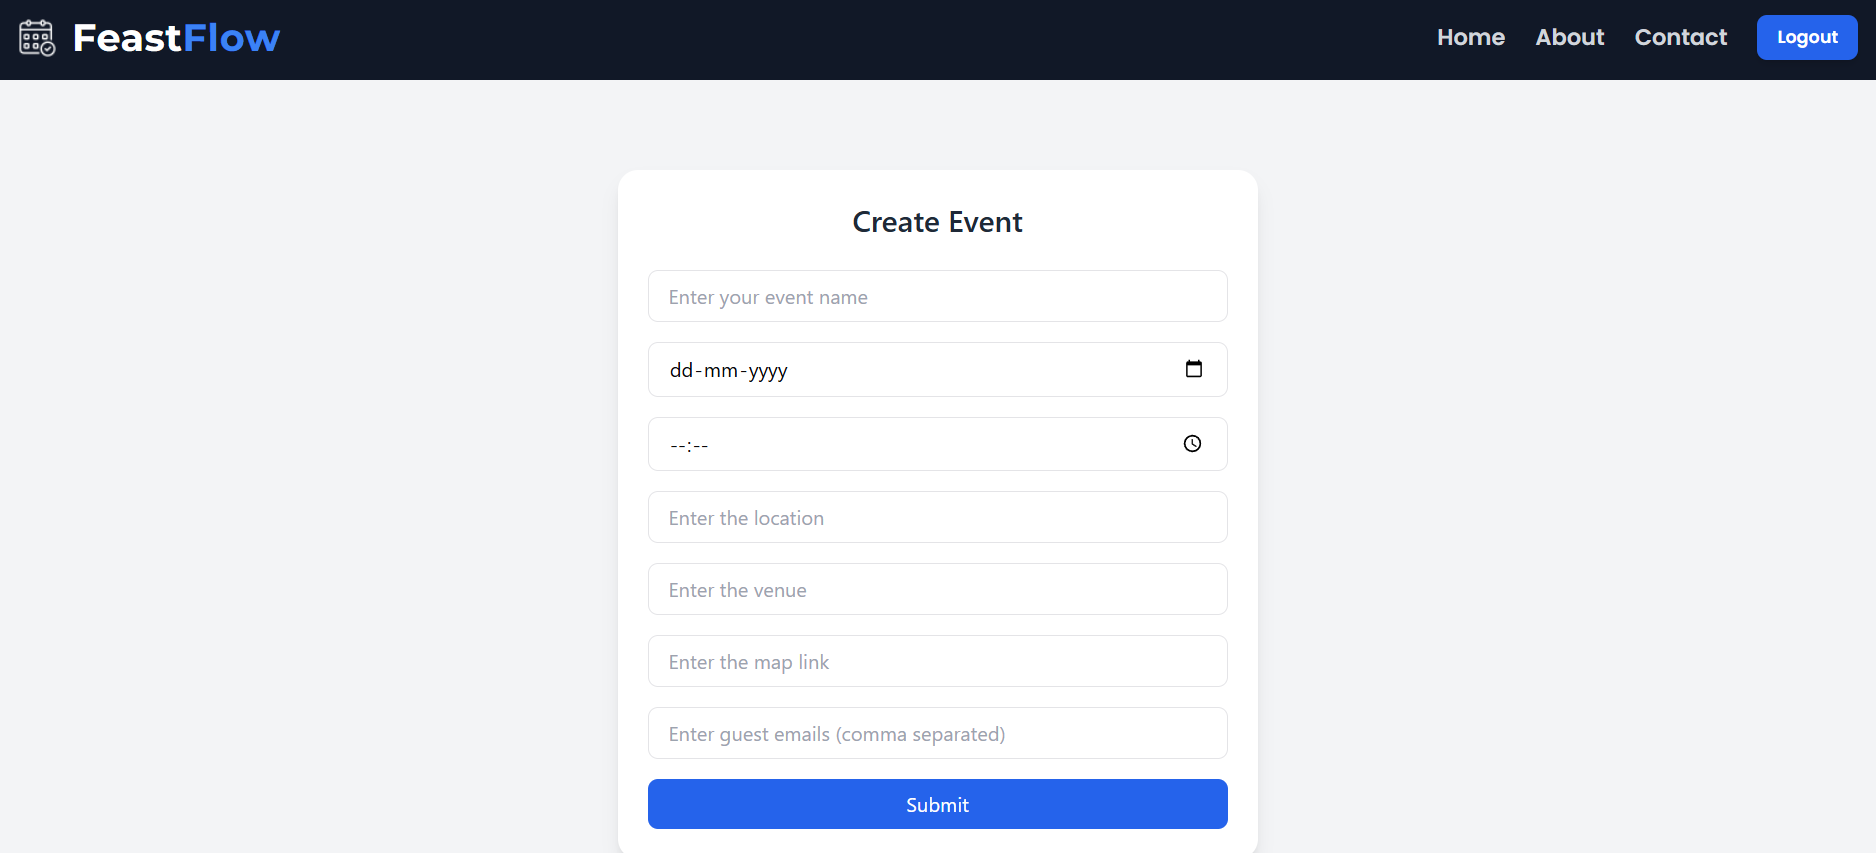 FeastFlow Home About Contact Logout
Create Event
Enter your event name
dd-mm-yyyy
--:--
Enter the location
Enter the venue
Enter the map link
Enter guest emails (comma separated)
Submit